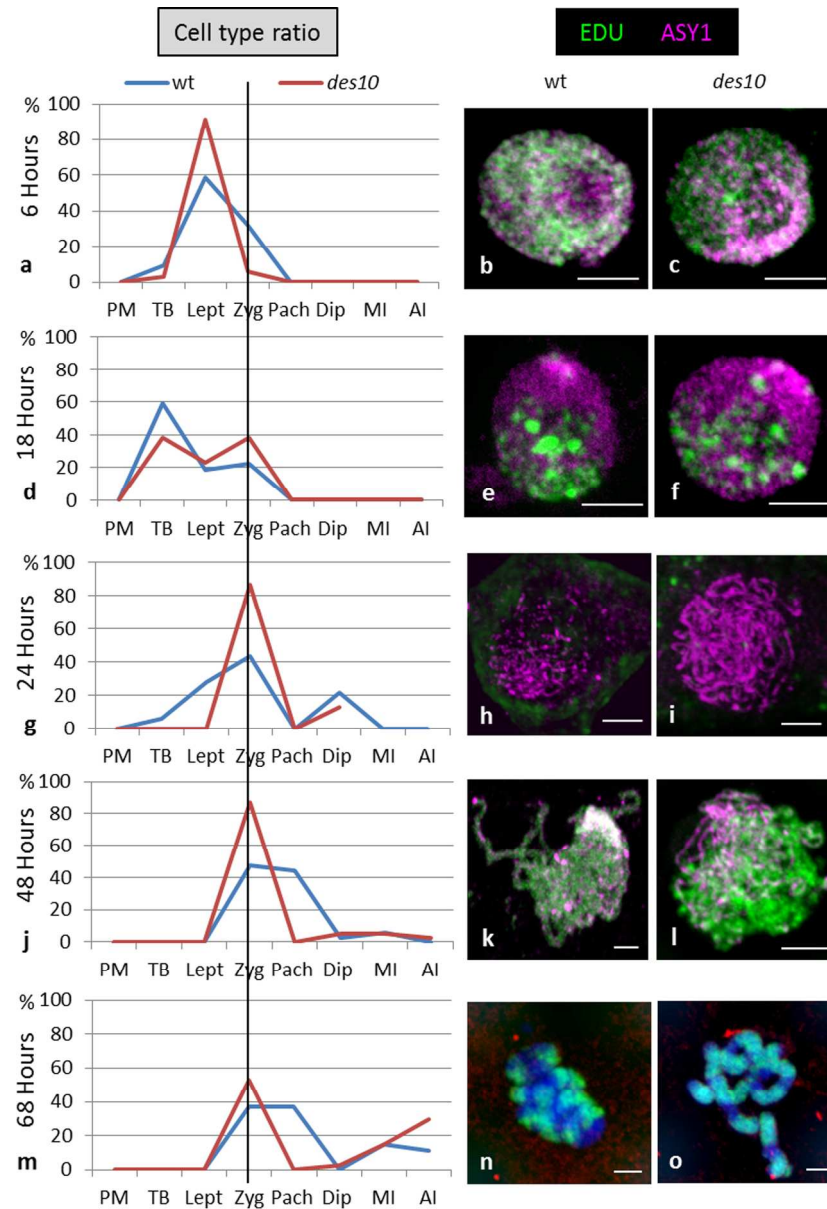 Cell type ratio
EDU ASY1
wt des10
wt des10
6 Hours
%
100
80
60
40
20
0
PM TB Lept Zyg Pach Dip MI AI
a
b
c
18 Hours
%
100
80
60
40
20
0
PM TB Lept Zyg Pach Dip MI AI
d
e
f
24 Hours
%
100
80
60
40
20
0
PM TB Lept Zyg Pach Dip MI AI
g
h
i
48 Hours
%
100
80
60
40
20
0
PM TB Lept Zyg Pach Dip MI AI
j
k
l
68 Hours
%
100
80
60
40
20
0
PM TB Lept Zyg Pach Dip MI AI
m
n
o